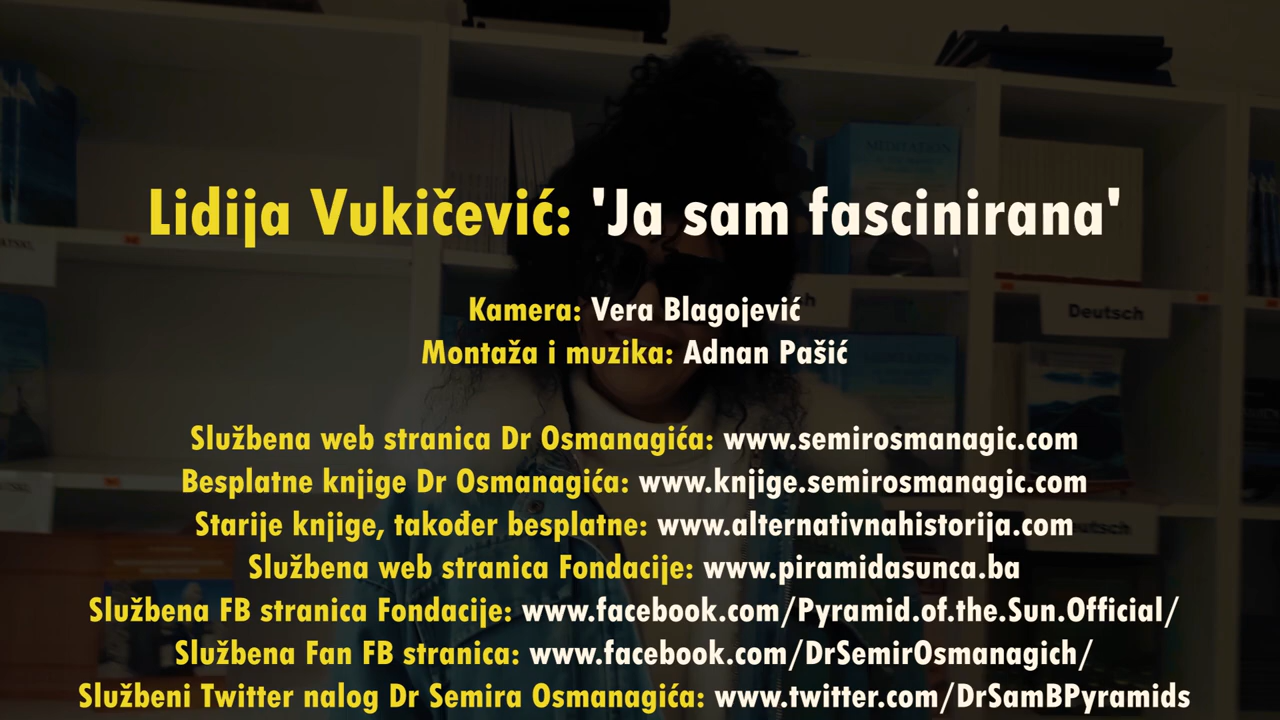 Lidija Vukičević: 'Ja sam fascinirana'
Kamera: Vera Blagojević
Montaža i muzika: Adnan Pašić
Službena web stranica Dr Osmanagića: www.semirosmanagic.com
Besplatne knjige Dr Osmanagića: www.knjige.semirosmanagic.com
Starije knjige, također besplatne: www.alternativnahistorija.com
Službena web stranica Fondacije: www.piramidasunca.ba
Službena FB stranica Fondacije: www.facebook.com/Pyramid.of.the.Sun.Official/
Službena Fan FB stranica: www.facebook.com/DrSemirOsmanagich/
Službeni Twitter nalog Dr Semira Osmanagića: www.twitter.com/DrSamBPyramids
MEDITATION
Deutsch